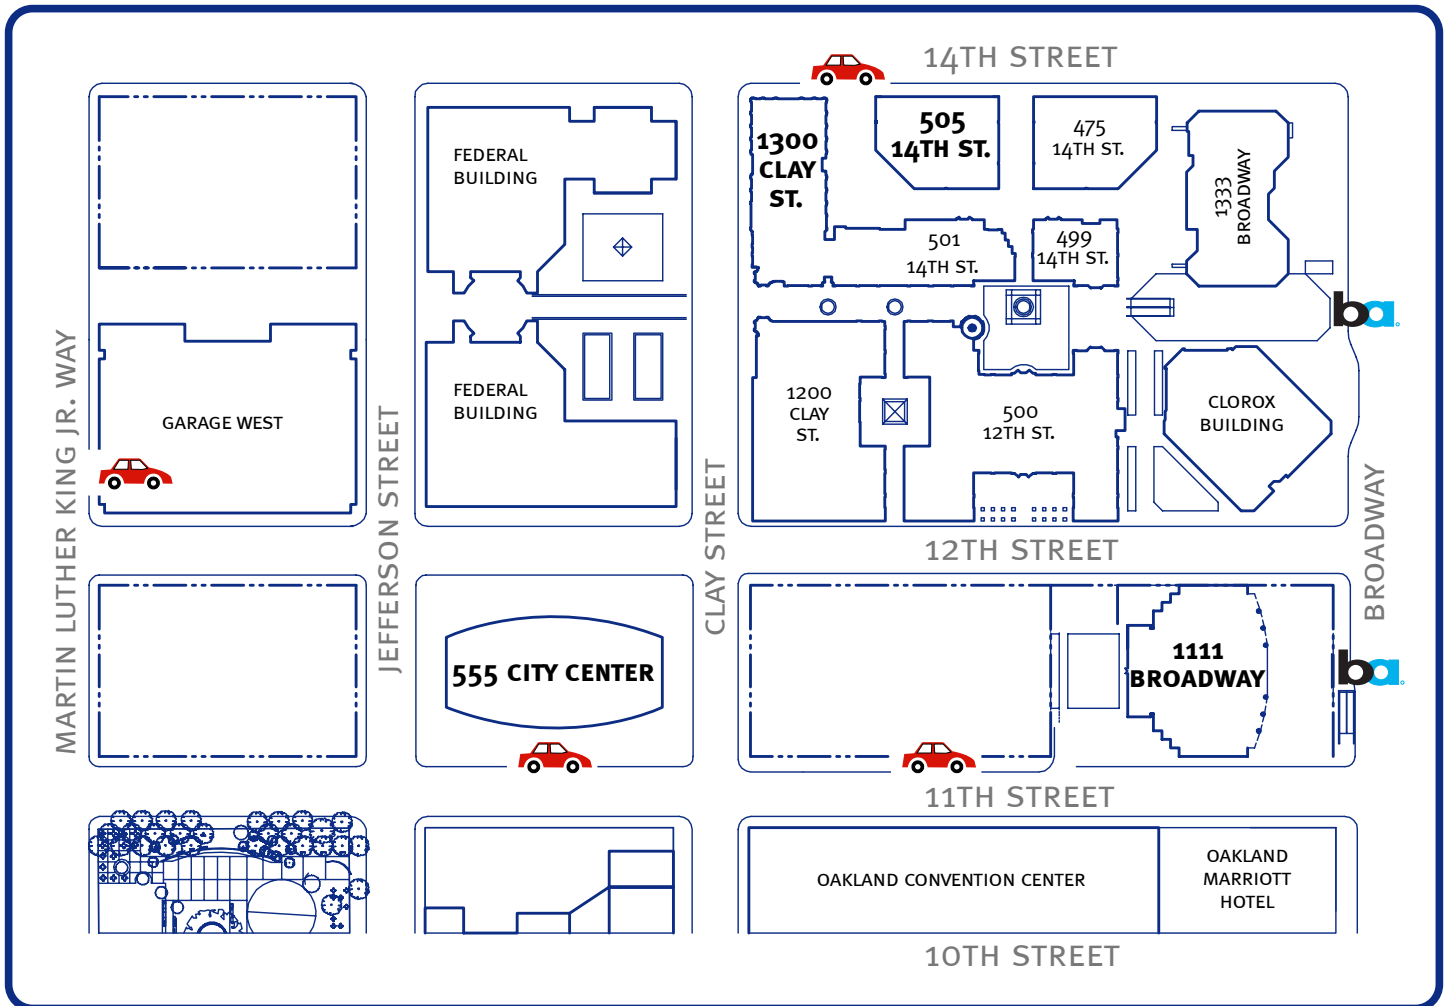 14TH STREET
1300
CLAY
ST.
505
14TH ST.
475
14TH ST.
1333
BROADWAY
FEDERAL
BUILDING
501
14TH ST.
499
14TH ST.
ba
MARTIN LUTHER KING JR. WAY
GARAGE WEST
JEFFERSON STREET
FEDERAL
BUILDING
CLAY STREET
1200
CLAY
ST.
500
12TH ST.
CLOROX
BUILDING
BROADWAY
12TH STREET
555 CITY CENTER
1111
BROADWAY
ba
11TH STREET
OAKLAND CONVENTION CENTER
OAKLAND
MARRIOTT
HOTEL
10TH STREET